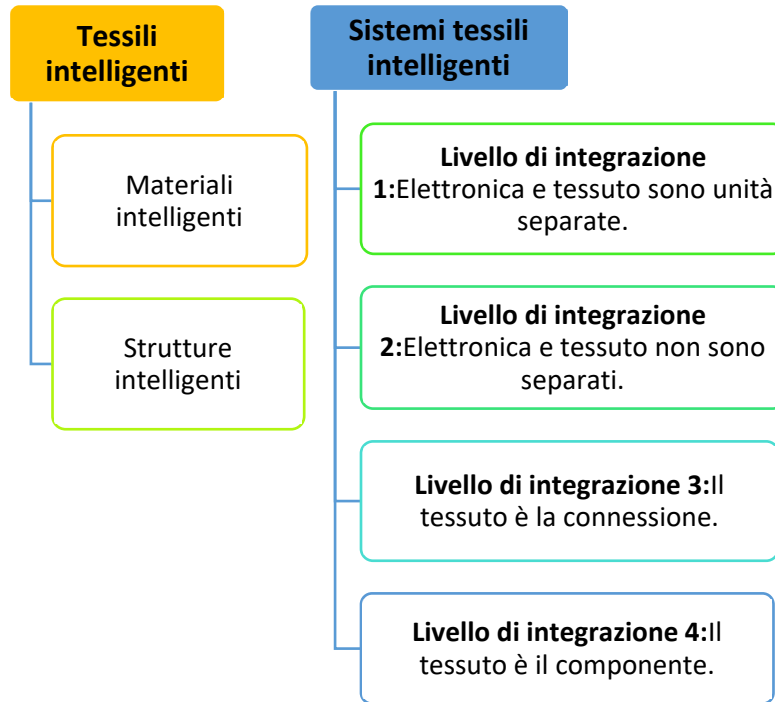 Tessili
intelligenti
Materiali
intelligenti
Strutture
intelligenti
Sistemi tessili
intelligenti
Livello di integrazione
1:Elettronica e tessuto sono unità
separate.
Livello di integrazione
2:Elettronica e tessuto non sono
separati.
Livello di integrazione 3:Il
tessuto è la connessione.
Livello di integrazione 4:Il
tessuto è il componente.